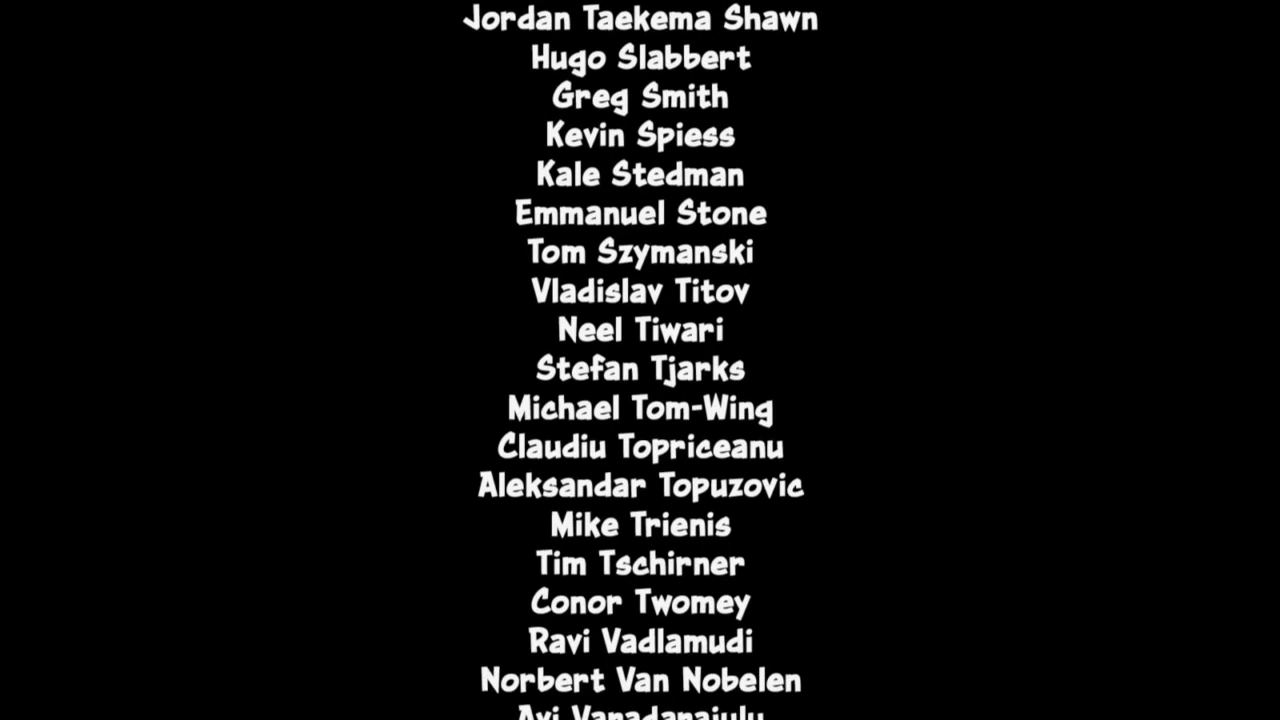 Jordan Taekema Shawn
Hugo Slabbert
Greg Smith
Kevin Spiess
Kale Stedman
Emmanuel Stone
Tom Szymanski
Vladislav Titov
Neel Tiwari
Stefan Tjarks
Michael Tom-Wing
Claudiu Topriceanu
Aleksandar Topuzovic
Mike Trienis
Tim Tschirner
Conor Twomey
Ravi Vadlamudi
Norbert Van Nobelen
Avi Varadarajulu